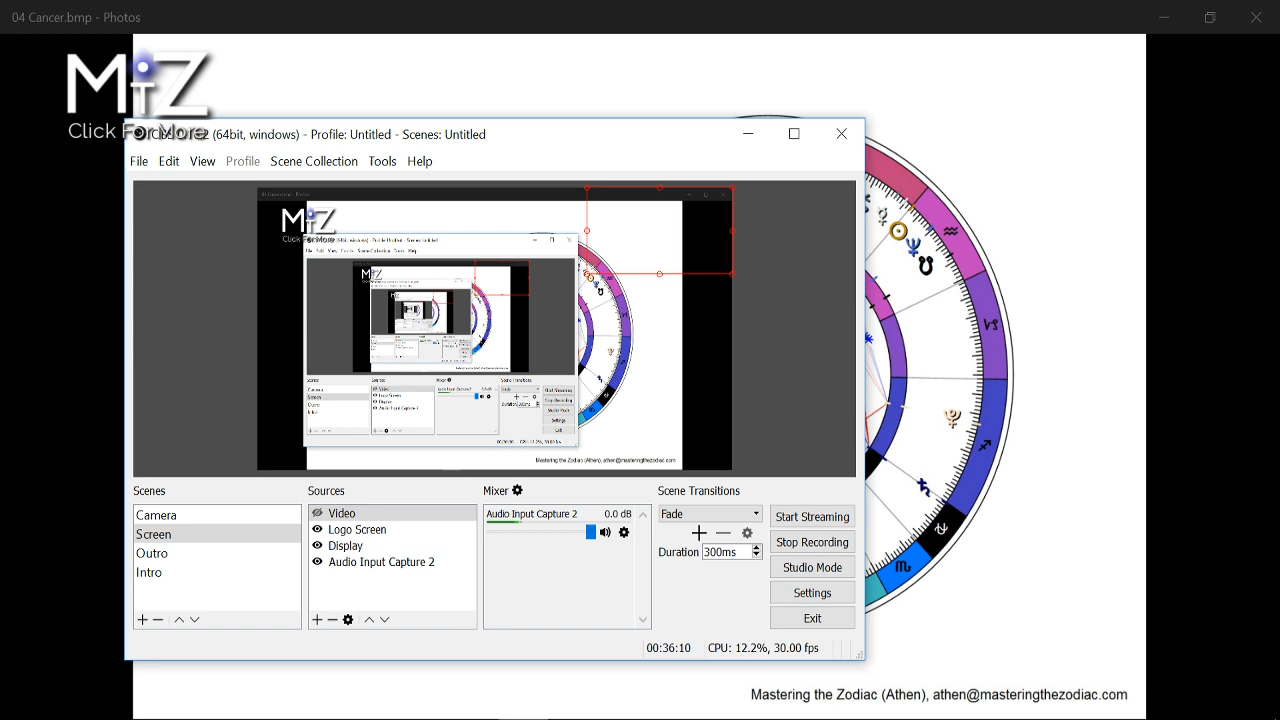 04 Cancer.bmp - Photos
MTZ
Click For More
(64bit, windows) - Profile: Untitled - Scenes: Untitled
File Edit View Profile Scene Collection Tools Help
Scenes
Camera
Screen
Outro
Intro
Sources
Video
Logo Screen
Display
Audio Input Capture 2
Mixer
Audio Input Capture 2 0.0 dB
Scene Transitions
Fade
Duration 300ms
Start Streaming
Stop Recording
Studio Mode
Settings
Exit
00:36:10 CPU: 12.2%, 30.00 fps
Mastering the Zodiac (Athen), athen@masteringthezodiac.com